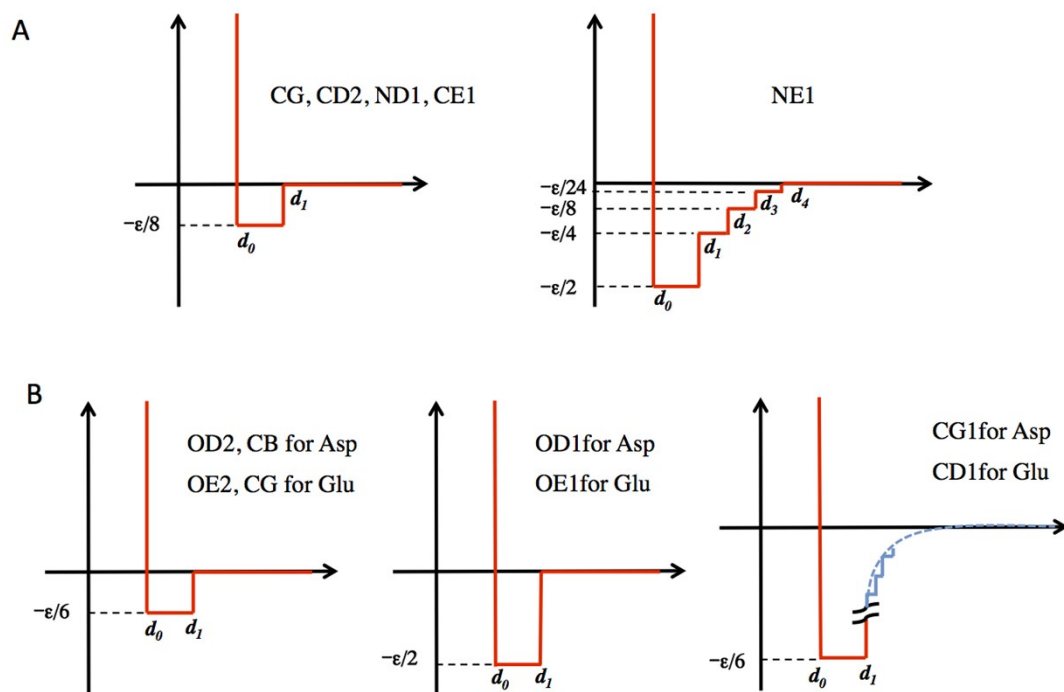 A
CG, CD2, ND1, CE1
d1
−ε/8
d0
NE1
−ε/24
−ε/8
−ε/4
−ε/2
d3
d4
d2
d1
d0
B
OD2, CB for Asp
OE2, CG for Glu
−ε/6
d0
d1
OD1for Asp
OE1for Glu
−ε/2
d0
d1
CG1for Asp
CD1for Glu
−ε/6
d0
d1